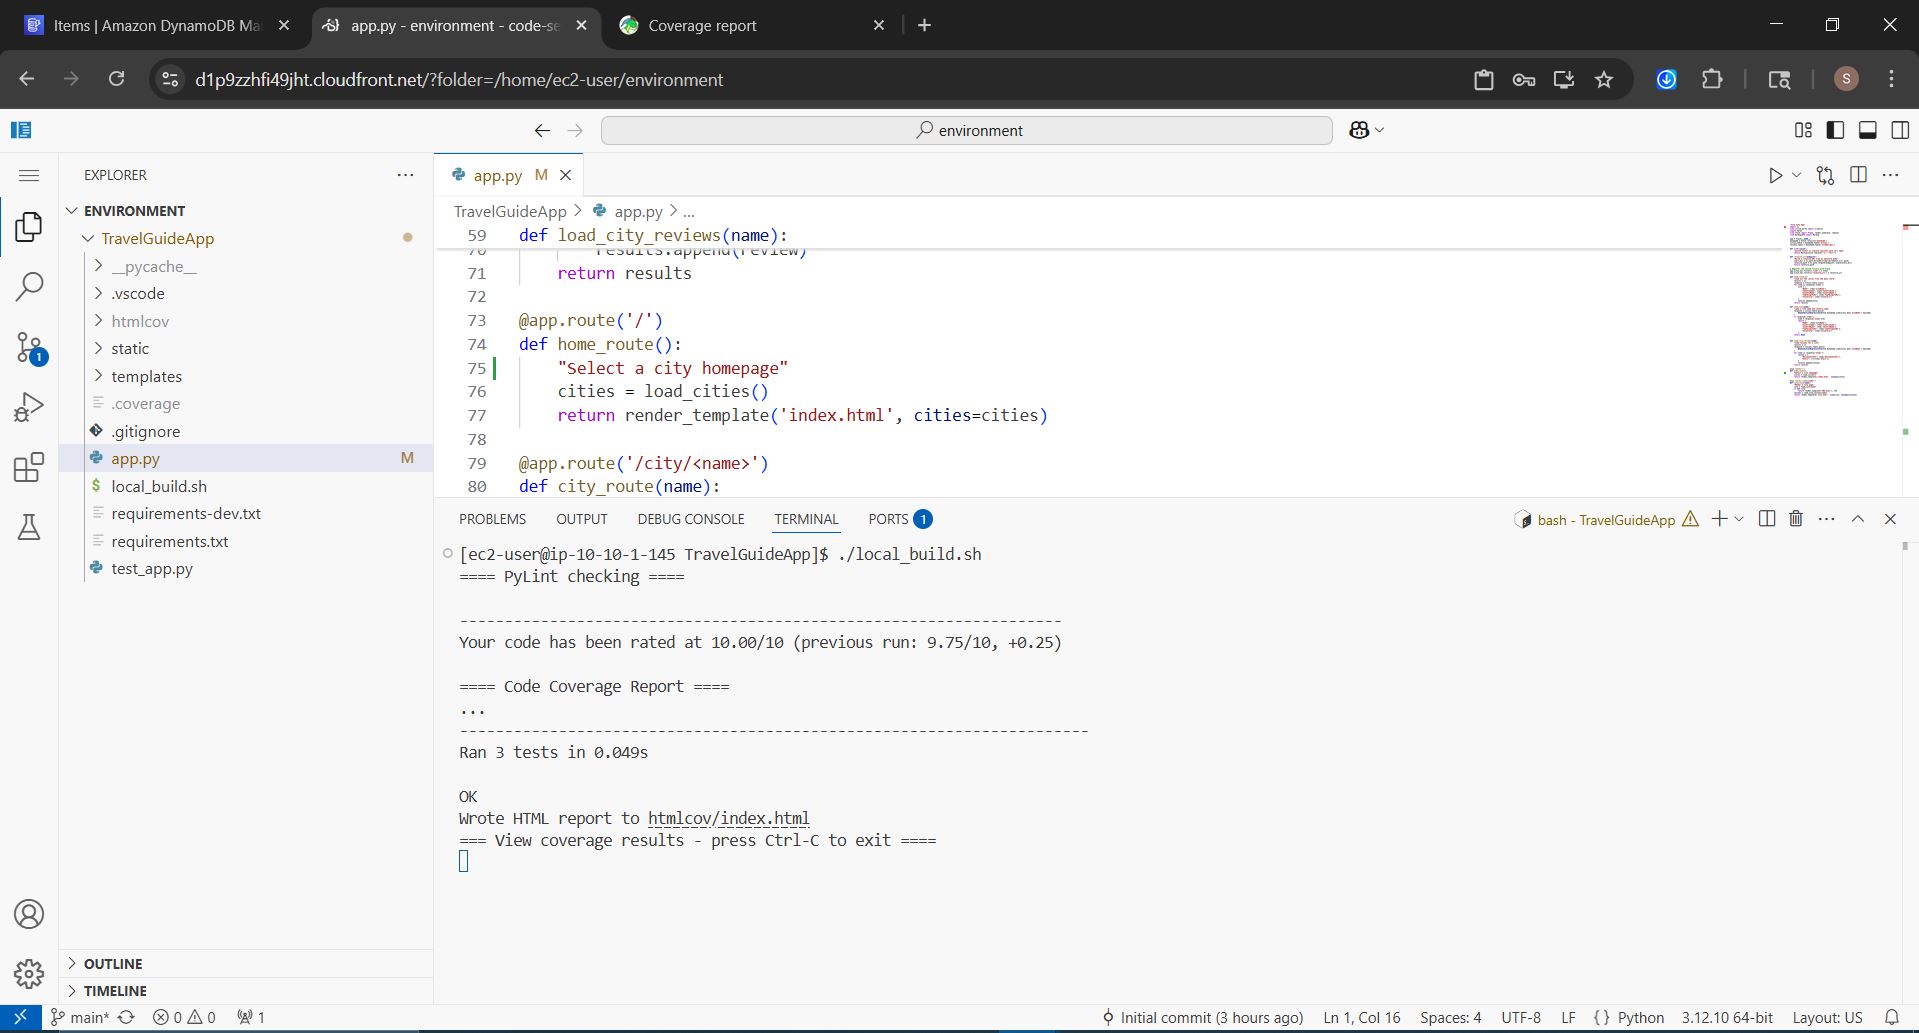 Items | Amazon DynamoDB Ma
app.py - environment - code-se
Coverage report
d1p9zzhfi49jht.cloudfront.net/?folder=/home/ec2-user/environment
S
environment
EXPLORER
ENVIRONMENT
TravelGuideApp
__pycache__
.vscode
htmlcov
static
templates
.coverage
.gitignore
app.py M
local_build.sh
requirements-dev.txt
requirements.txt
test_app.py
OUTLINE
TIMELINE
1
app.py M
TravelGuideApp > app.py > ...
59 def load_city_reviews(name):
70 results.append(review)
71 return results
72
73 @app.route('/')
74 def home_route():
75 "Select a city homepage"
76 cities = load_cities()
77 return render_template('index.html', cities=cities)
78
79 @app.route('/city/<name>')
80 def city_route(name):
PROBLEMS OUTPUT DEBUG CONSOLE TERMINAL PORTS 1
bash - TravelGuideApp
[ec2-user@ip-10-10-1-145 TravelGuideApp]$ ./local_build.sh
==== PyLint checking ====
-------------------------------------------------------------------
Your code has been rated at 10.00/10 (previous run: 9.75/10, +0.25)
==== Code Coverage Report ====
...
----------------------------------------------------------------------
Ran 3 tests in 0.049s
OK
Wrote HTML report to htmlcov/index.html
=== View coverage results - press Ctrl-C to exit ====
main* 0 0 1
Initial commit (3 hours ago) Ln 1, Col 16 Spaces: 4 UTF-8 LF { } Python 3.12.10 64-bit Layout: US